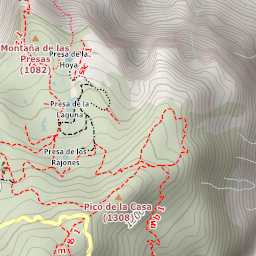 Montaña de las
Presas
(1082)
Presa de la
Hoya
Presa de la
Laguna
Presa de los
Rajones
Pico de la Casa
(1308)
1200